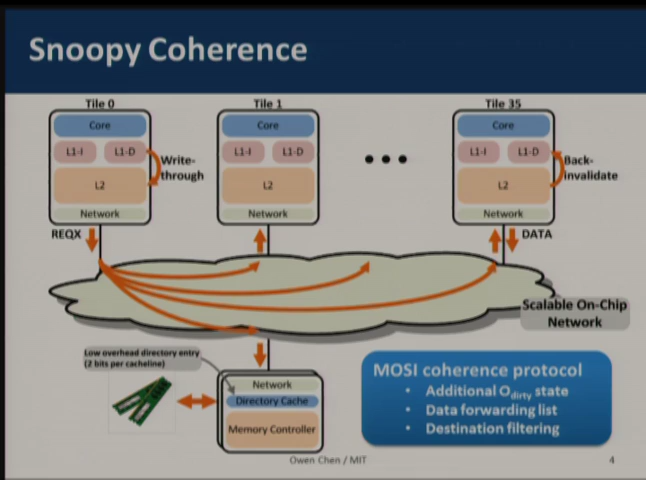 Snoopy Coherence
Tile 0
Tile 1
Tile 35
Core
Core
Core
L1-I
L1-D
L1-I
L1-D
L1-I
L1-D
Write-
through
Back-
invalidate
L2
L2
L2
Network
Network
Network
REQX
DATA
Scalable On-Chip
Network
Low overhead directory entry
(2 bits per cacheline)
Network
Directory Cache
Memory Controller
MOSI coherence protocol
• Additional Odirty state
• Data forwarding list
• Destination filtering
Owen Chen / MIT
4